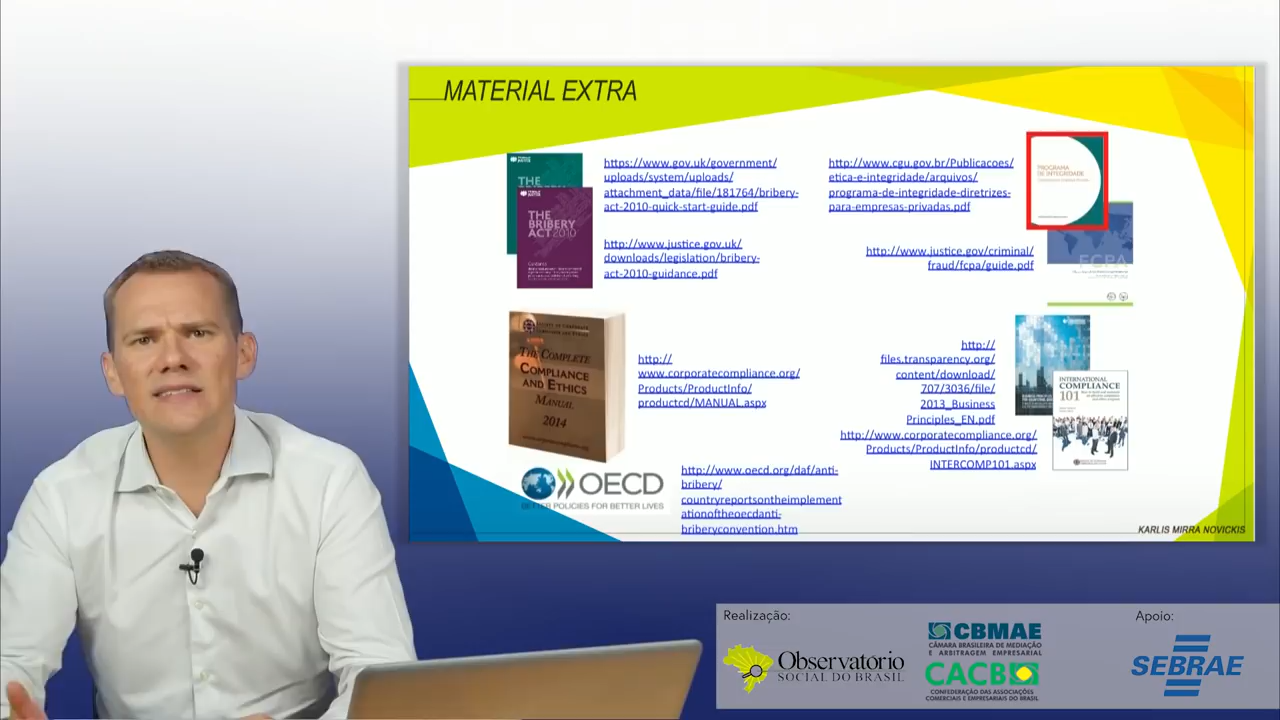 MATERIAL EXTRA
THE
THE
BRIBERY
ACT 2010
Guidance
https://www.gov.uk/government/
uploads/system/uploads/
attachment_data/file/181764/bribery-
act-2010-quick-start-guide.pdf
http://www.justice.gov.uk/
downloads/legislation/bribery-
act-2010-guidance.pdf
http://www.cgu.gov.br/Publicacoes/
etica-e-integridade/arquivos/
programa-de-integridade-diretrizes-
para-empresas-privadas.pdf
PROGRAMA
DE INTEGRIDADE
http://www.justice.gov/criminal/
fraud/fcpa/guide.pdf
FCPA
THE COMPLETE
COMPLIANCE
AND ETHICS
MANUAL
2014
http://
www.corporatecompliance.org/
Products/ProductInfo/
productcd/MANUAL.aspx
http://
files.transparency.org/
content/download/
707/3036/file/
2013_Business
Principles_EN.pdf
http://www.corporatecompliance.org/
Products/ProductInfo/productcd/
INTERCOMP101.aspx
INTERNATIONAL
COMPLIANCE
101
OECD
BETTER POLICIES FOR BETTER LIVES
http://www.oecd.org/daf/anti-
bribery/
countryreportsontheimplement
ationoftheoecdanti-
briberyconvention.htm
KARLIS MIRRA NOVICKIS
Realização:
Observatório
SOCIAL DO BRASIL
CBMAE
CÂMARA BRASILEIRA DE MEDIAÇÃO
E ARBITRAGEM EMPRESARIAL
CACB
CONFEDERAÇÃO DAS ASSOCIAÇÕES
COMERCIAIS E EMPRESARIAIS DO BRASIL
Apoio:
SEBRAE